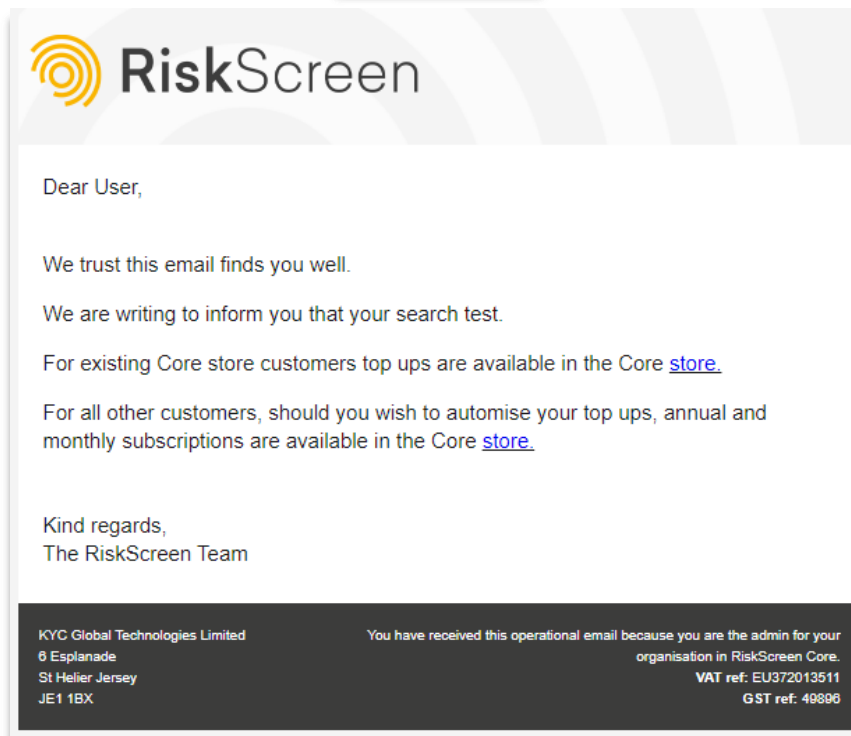 RiskScreen
Dear User,
We trust this email finds you well.
We are writing to inform you that your search test.
For existing Core store customers top ups are available in the Core store.
For all other customers, should you wish to automise your top ups, annual and
monthly subscriptions are available in the Core store.
Kind regards,
The RiskScreen Team
KYC Global Technologies Limited
6 Esplanade
St Helier Jersey
JE1 1BX
You have received this operational email because you are the admin for your
organisation in RiskScreen Core.
VAT ref: EU372013511
GST ref: 49896